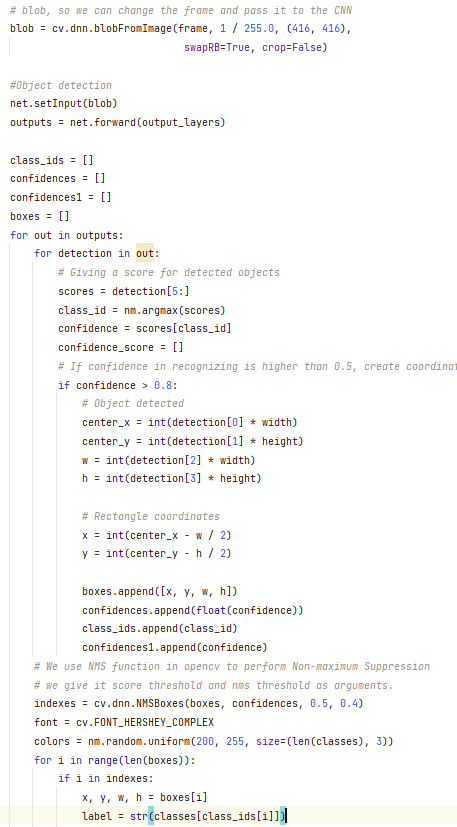 # blob, so we can change the frame and pass it to the CNN
blob = cv.dnn.blobFromImage(frame, 1 / 255.0, (416, 416),
                            swapRB=True, crop=False)

#Object detection
net.setInput(blob)
outputs = net.forward(output_layers)

class_ids = []
confidences = []
confidences1 = []
boxes = []
for out in outputs:
    for detection in out:
        # Giving a score for detected objects
        scores = detection[5:]
        class_id = nm.argmax(scores)
        confidence = scores[class_id]
        confidence_score = []
        # If confidence in recognizing is higher than 0.5, create coordinat
        if confidence > 0.8:
            # Object detected
            center_x = int(detection[0] * width)
            center_y = int(detection[1] * height)
            w = int(detection[2] * width)
            h = int(detection[3] * height)

            # Rectangle coordinates
            x = int(center_x - w / 2)
            y = int(center_y - h / 2)

            boxes.append([x, y, w, h])
            confidences.append(float(confidence))
            class_ids.append(class_id)
            confidences1.append(confidence)
    # We use NMS function in opencv to perform Non-maximum Suppression
    # we give it score threshold and nms threshold as arguments.
    indexes = cv.dnn.NMSBoxes(boxes, confidences, 0.5, 0.4)
    font = cv.FONT_HERSHEY_COMPLEX
    colors = nm.random.uniform(200, 255, size=(len(classes), 3))
    for i in range(len(boxes)):
        if i in indexes:
            x, y, w, h = boxes[i]
            label = str(classes[class_ids[i]])